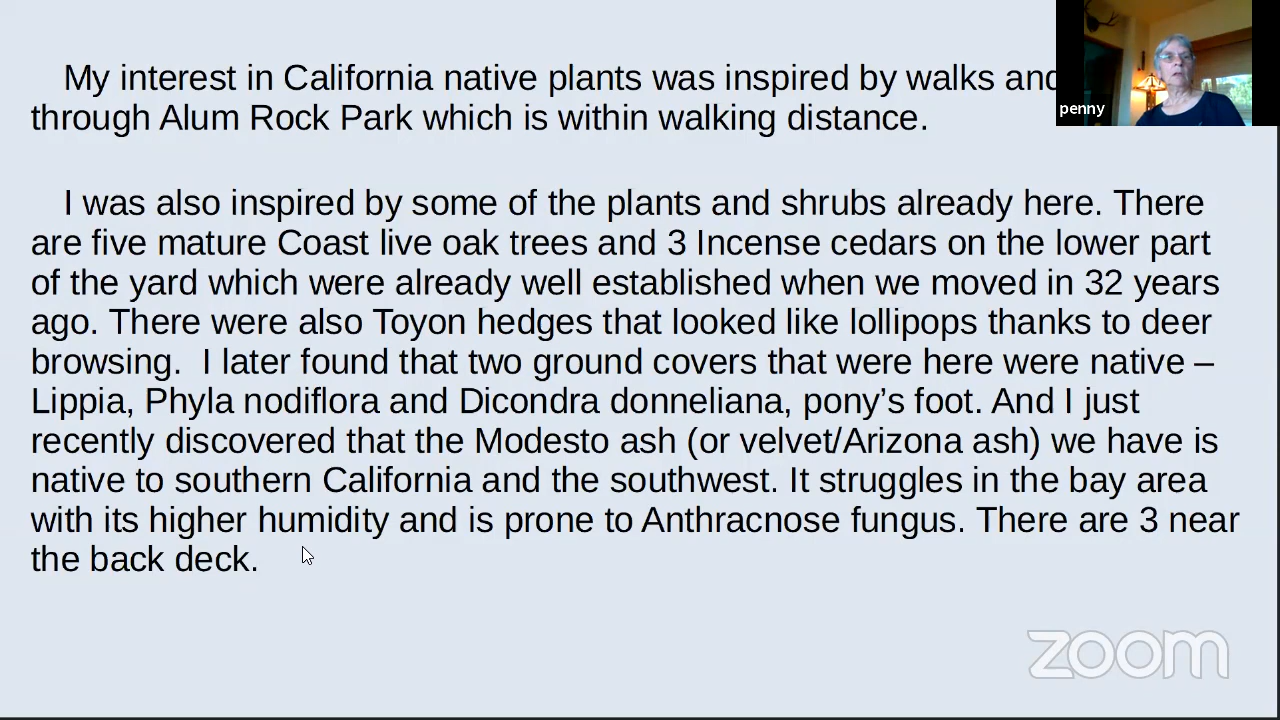 My interest in California native plants was inspired by walks and
through Alum Rock Park which is within walking distance.
penny
I was also inspired by some of the plants and shrubs already here. There
are five mature Coast live oak trees and 3 Incense cedars on the lower part
of the yard which were already well established when we moved in 32 years
ago. There were also Toyon hedges that looked like lollipops thanks to deer
browsing.  I later found that two ground covers that were here were native –
Lippia, Phyla nodiflora and Dicondra donneliana, pony’s foot. And I just
recently discovered that the Modesto ash (or velvet/Arizona ash) we have is
native to southern California and the southwest. It struggles in the bay area
with its higher humidity and is prone to Anthracnose fungus. There are 3 near
the back deck.
zoom